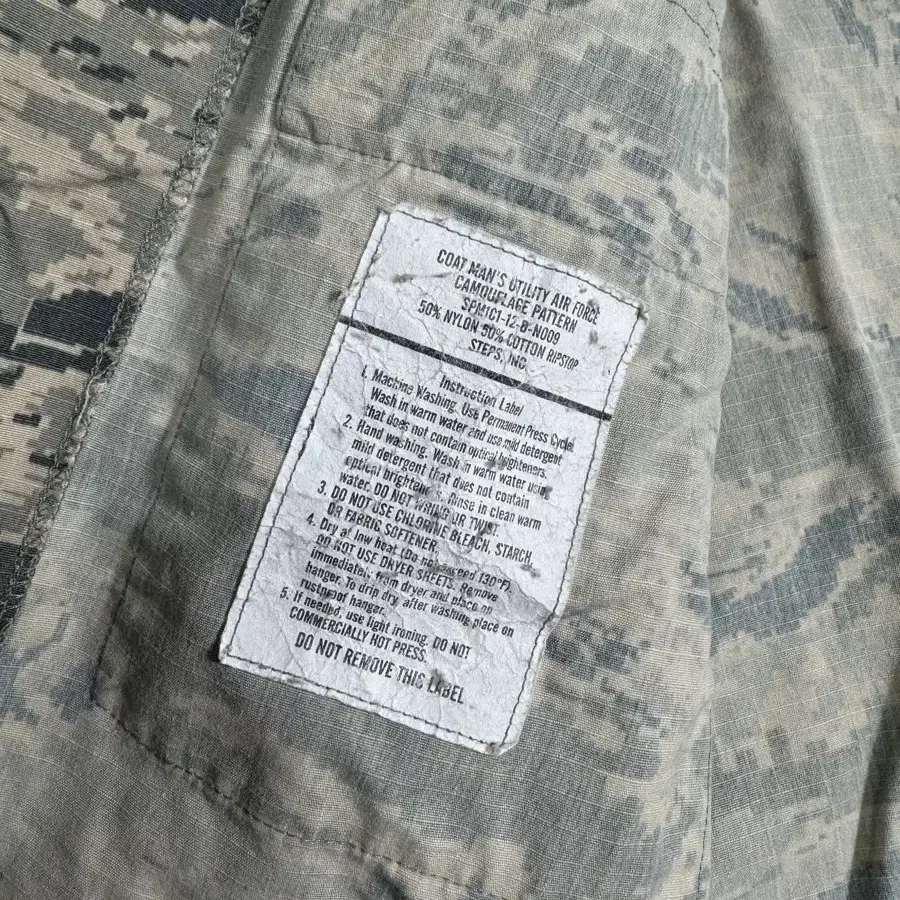 COAT MAN'S UTILITY AIR FORCE
CAMOUFLAGE PATTERN
SPM1C1-12-D-N009
50% NYLON 50% COTTON RIPSTOP
STEPS, INC.
Instruction Label
1. Machine Washing. Use Permanent Press Cycle.
Wash in warm water and use mild detergent
that does not contain optical brighteners.
2. Hand washing. Wash in warm water using
mild detergent that does not contain
optical brighteners. Rinse in clean warm
water. DO NOT WRING OR TWIST.
3. DO NOT USE CHLORINE BLEACH, STARCH,
OR FABRIC SOFTENER.
4. Dry at low heat (Do not exceed 130°F).
DO NOT USE DRYER SHEETS. Remove
immediately from dryer and place on
hanger. To drip dry, after washing place on
rustproof hanger.
5. If needed, use light ironing. DO NOT
COMMERCIALLY HOT PRESS.
DO NOT REMOVE THIS LABEL